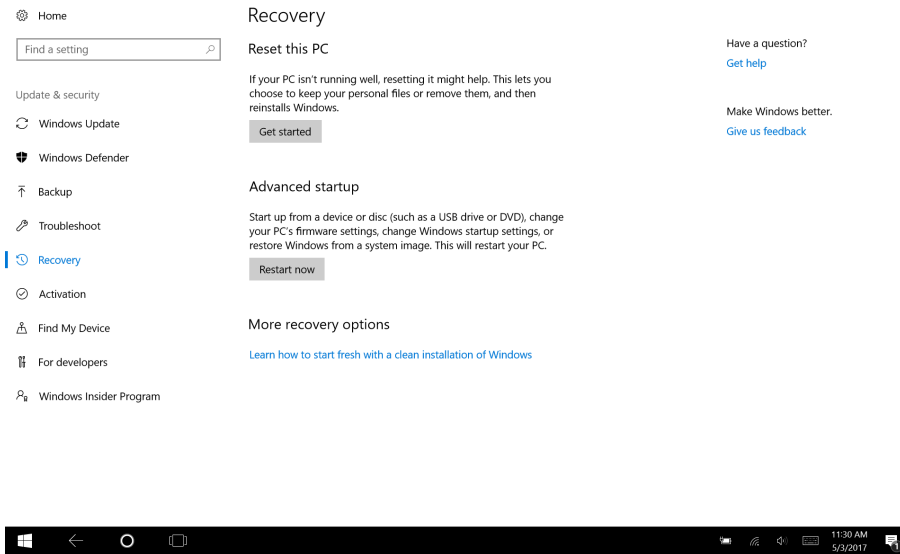 Home
Find a setting
Update & security
Windows Update
Windows Defender
Backup
Troubleshoot
Recovery
Activation
Find My Device
For developers
Windows Insider Program
Recovery
Reset this PC
If your PC isn't running well, resetting it might help. This lets you
choose to keep your personal files or remove them, and then
reinstalls Windows.
Get started
Advanced startup
Start up from a device or disc (such as a USB drive or DVD), change
your PC's firmware settings, change Windows startup settings, or
restore Windows from a system image. This will restart your PC.
Restart now
More recovery options
Learn how to start fresh with a clean installation of Windows
Have a question?
Get help
Make Windows better.
Give us feedback
11:30 AM
5/3/2017
1